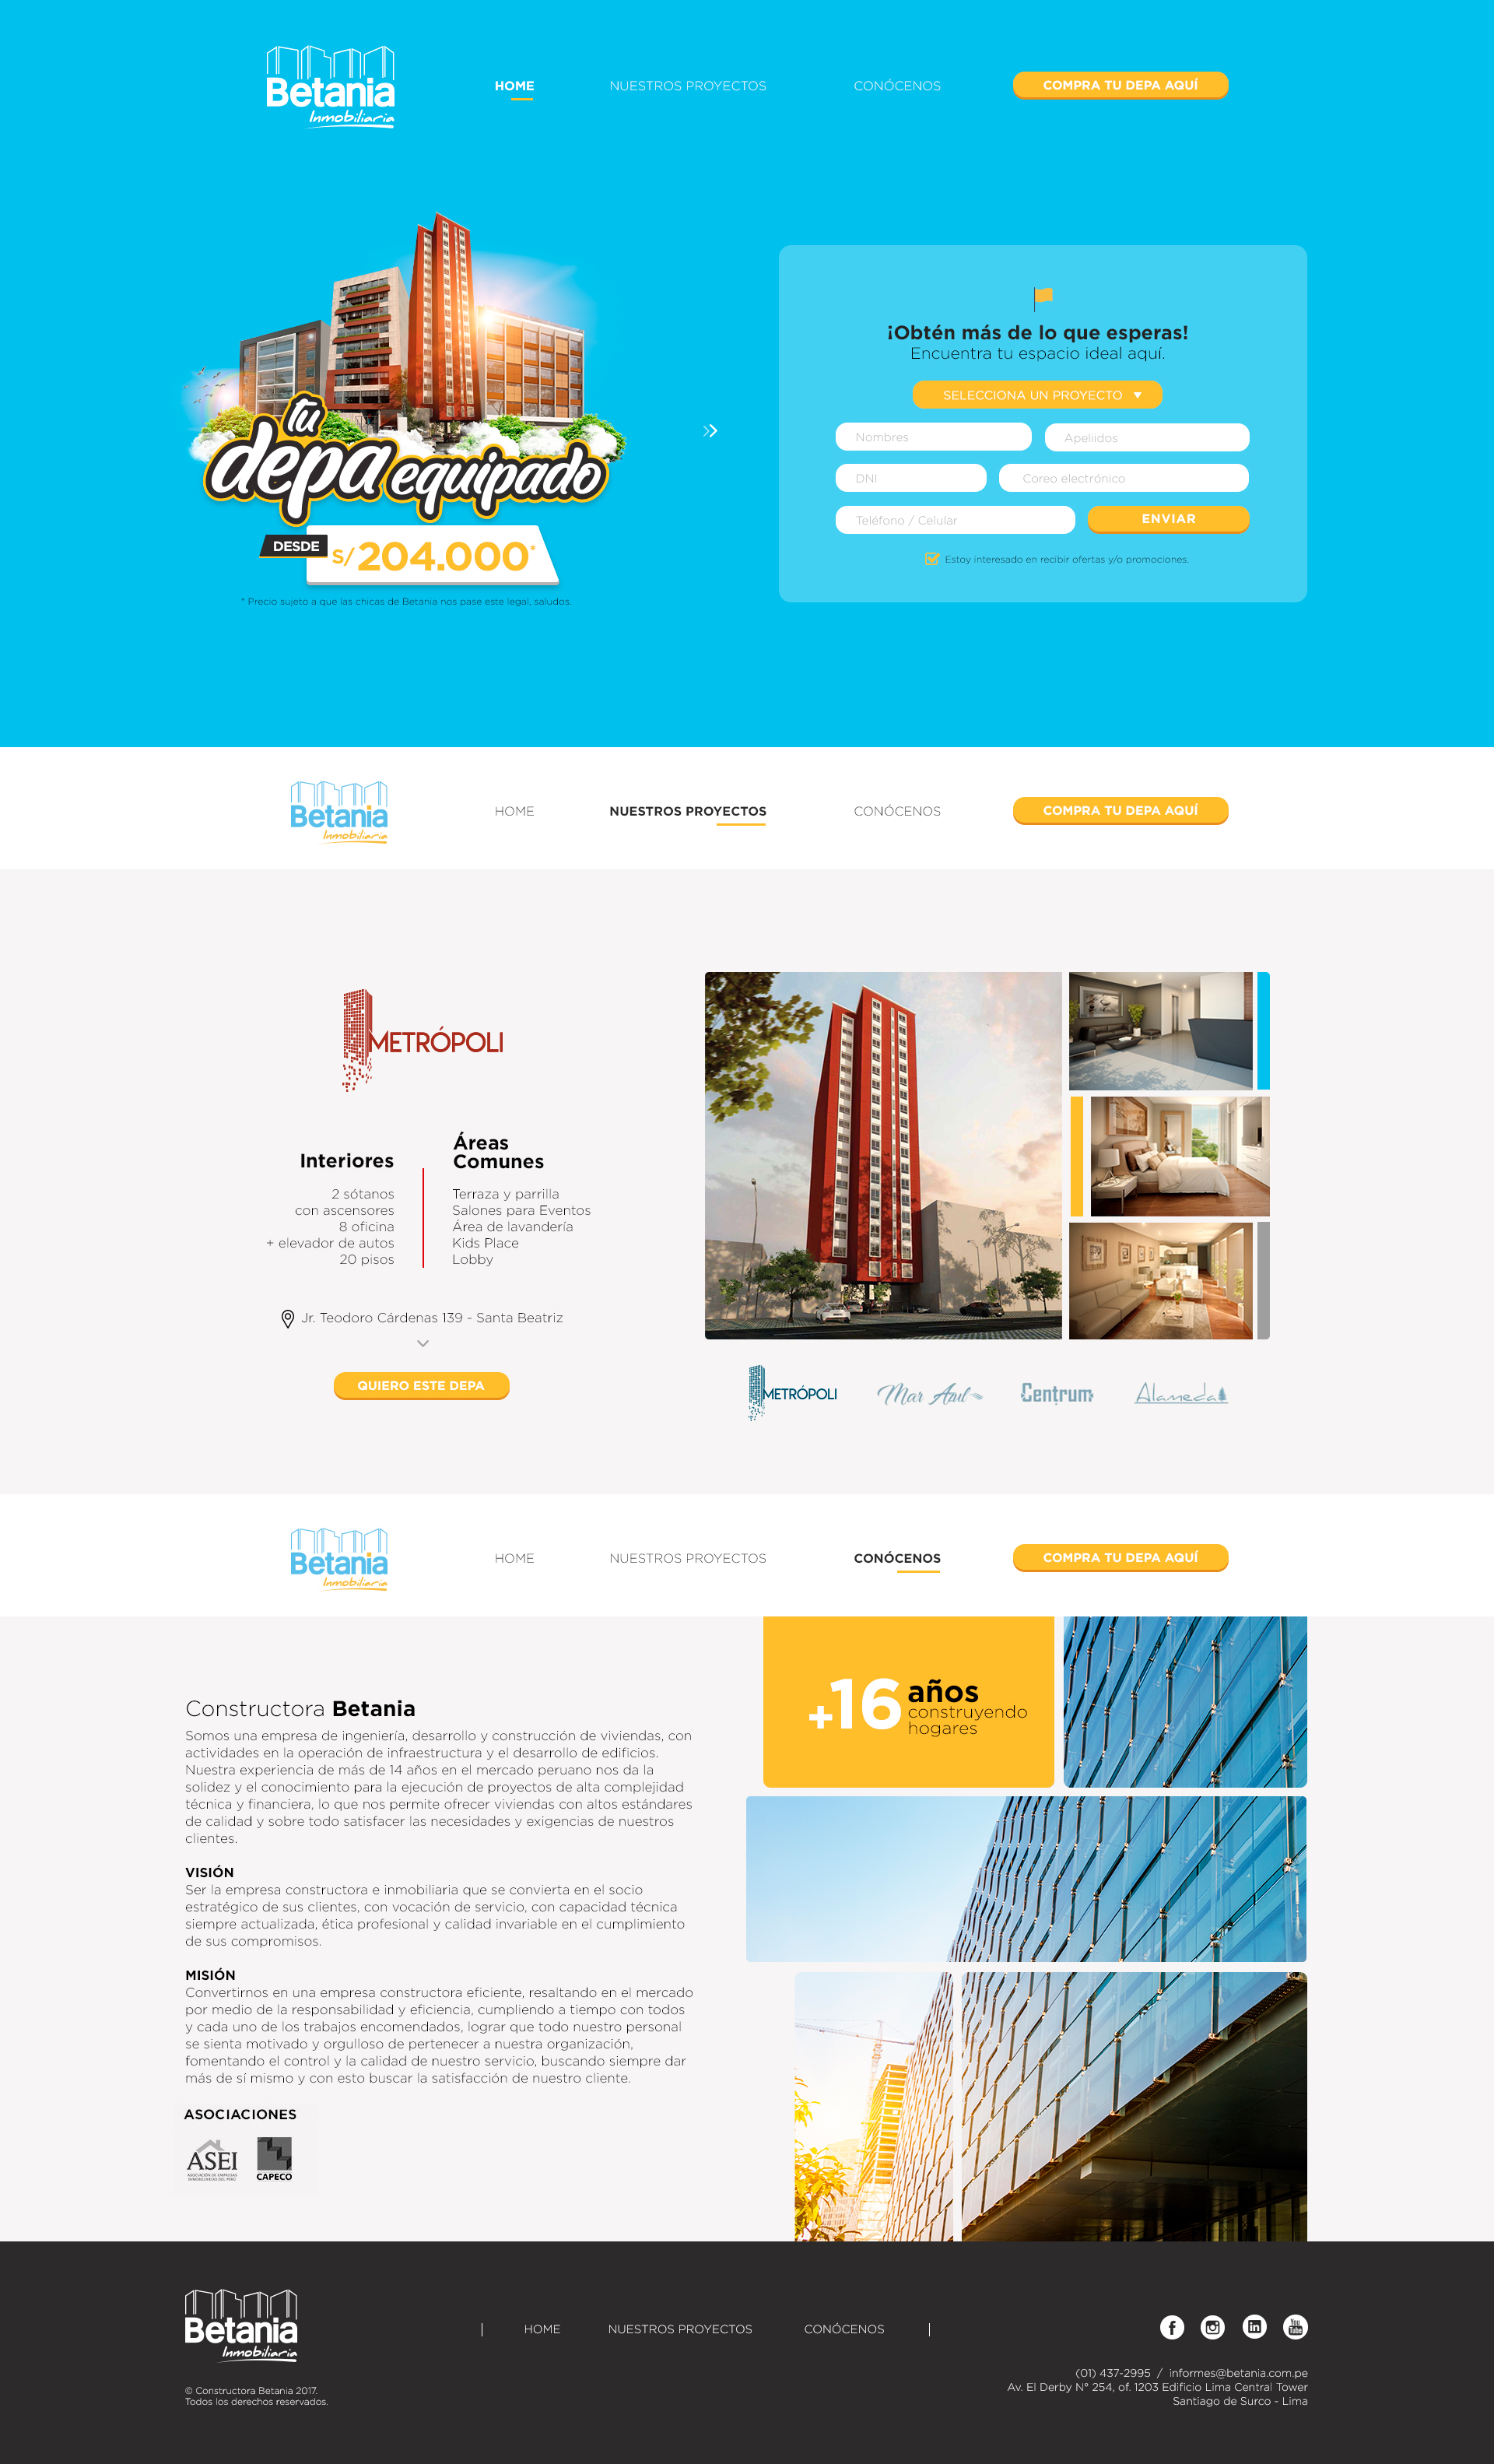 Betania
Inmobiliaria
HOME
NUESTROS PROYECTOS
CONÓCENOS
COMPRA TU DEPA AQUÍ
tu
depa equipado
DESDE
S/ 204.000*
* Precio sujeto a que las chicas de Betania nos pase este legal, saludos.
¡Obtén más de lo que esperas!
Encuentra tu espacio ideal aquí.
SELECCIONA UN PROYECTO
Nombres
Apeliidos
DNI
Coreo electrónico
Teléfono / Celular
ENVIAR
Estoy interesado en recibir ofertas y/o promociones.
Betania
Inmobiliaria
HOME
NUESTROS PROYECTOS
CONÓCENOS
COMPRA TU DEPA AQUÍ
METRÓPOLI
Interiores
2 sótanos
con ascensores
8 oficina
+ elevador de autos
20 pisos
Áreas
Comunes
Terraza y parrilla
Salones para Eventos
Área de lavandería
Kids Place
Lobby
Jr. Teodoro Cárdenas 139 - Santa Beatriz
QUIERO ESTE DEPA
METRÓPOLI
Mar Azul
Centrum
Alameda
Betania
Inmobiliaria
HOME
NUESTROS PROYECTOS
CONÓCENOS
COMPRA TU DEPA AQUÍ
Constructora Betania
Somos una empresa de ingeniería, desarrollo y construcción de viviendas, con
actividades en la operación de infraestructura y el desarrollo de edificios.
Nuestra experiencia de más de 14 años en el mercado peruano nos da la
solidez y el conocimiento para la ejecución de proyectos de alta complejidad
técnica y financiera, lo que nos permite ofrecer viviendas con altos estándares
de calidad y sobre todo satisfacer las necesidades y exigencias de nuestros
clientes.
VISIÓN
Ser la empresa constructora e inmobiliaria que se convierta en el socio
estratégico de sus clientes, con vocación de servicio, con capacidad técnica
siempre actualizada, ética profesional y calidad invariable en el cumplimiento
de sus compromisos.
MISIÓN
Convertirnos en una empresa constructora eficiente, resaltando en el mercado
por medio de la responsabilidad y eficiencia, cumpliendo a tiempo con todos
y cada uno de los trabajos encomendados, lograr que todo nuestro personal
se sienta motivado y orgulloso de pertenecer a nuestra organización,
fomentando el control y la calidad de nuestro servicio, buscando siempre dar
más de sí mismo y con esto buscar la satisfacción de nuestro cliente.
ASOCIACIONES
ASEI
ASOCIACIÓN DE EMPRESAS
INMOBILIARIAS DEL PERÚ
CAPECO
+16 años
construyendo
hogares
Betania
Inmobiliaria
© Constructora Betania 2017.
Todos los derechos reservados.
HOME
NUESTROS PROYECTOS
CONÓCENOS
f
in
You
Tube
(01) 437-2995 / informes@betania.com.pe
Av. El Derby N° 254, of. 1203 Edificio Lima Central Tower
Santiago de Surco - Lima